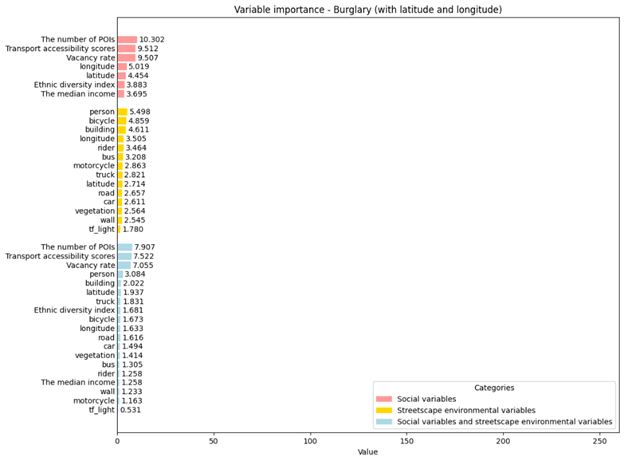 Variable importance - Burglary (with latitude and longitude)
The number of POIs 10.302
Transport accessibility scores 9.512
Vacancy rate 9.507
longitude 5.019
latitude 4.454
Ethnic diversity index 3.883
The median income 3.695
person 5.498
bicycle 4.859
building 4.611
longitude 3.505
rider 3.464
bus 3.208
motorcycle 2.863
truck 2.821
latitude 2.714
road 2.657
car 2.611
vegetation 2.564
wall 2.545
tf_light 1.780
The number of POIs 7.907
Transport accessibility scores 7.522
Vacancy rate 7.055
person 3.084
building 2.022
latitude 1.937
truck 1.831
Ethnic diversity index 1.681
bicycle 1.673
longitude 1.633
road 1.616
car 1.494
vegetation 1.414
bus 1.305
rider 1.258
The median income 1.258
wall 1.233
motorcycle 1.163
tf_light 0.531
Categories
Social variables
Streetscape environmental variables
Social variables and streetscape environmental variables
0 50 100 150 200 250
Value